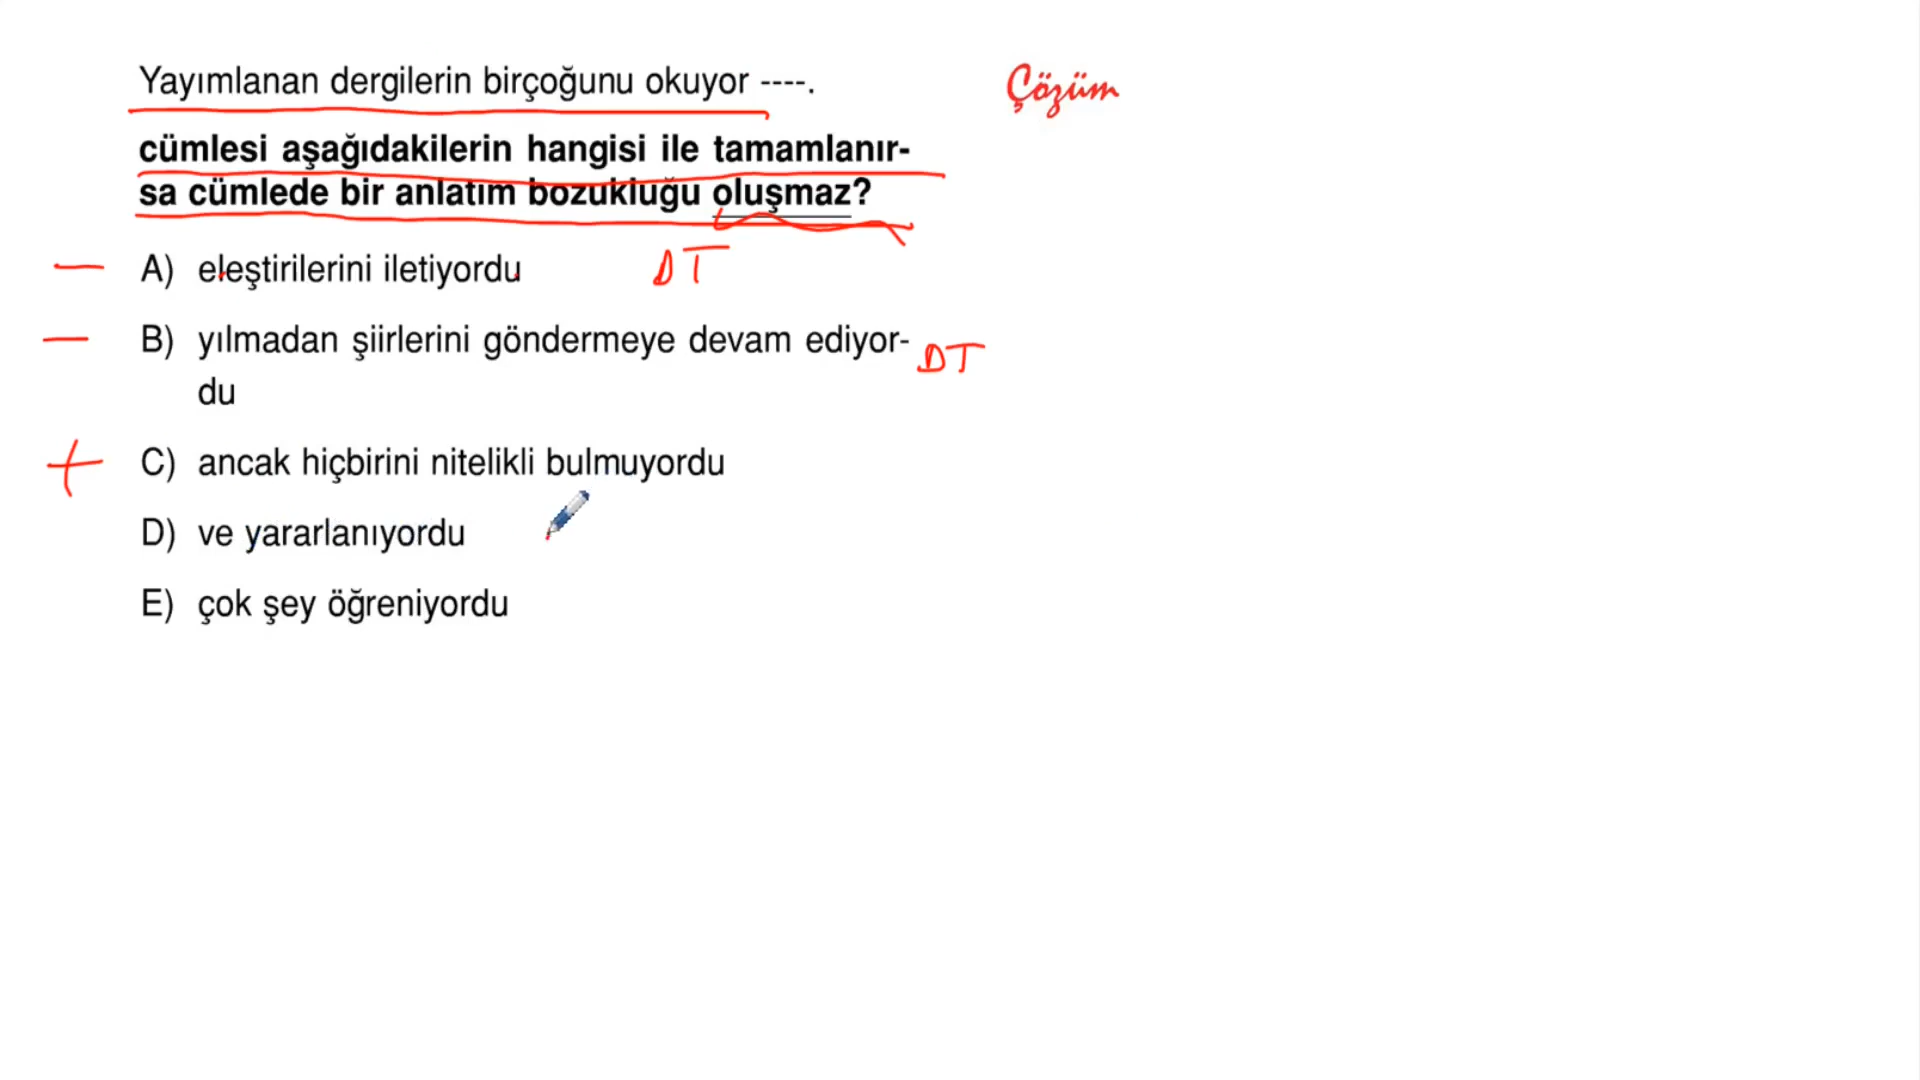 Yayımlanan dergilerin birçoğunu okuyor ----.
Çözüm
cümlesi aşağıdakilerin hangisi ile tamamlanır-
sa cümlede bir anlatım bozukluğu oluşmaz?
A) eleştirilerini iletiyordu DT
B) yılmadan şiirlerini göndermeye devam ediyor- DT
du
C) ancak hiçbirini nitelikli bulmuyordu
D) ve yararlanıyordu
E) çok şey öğreniyordu